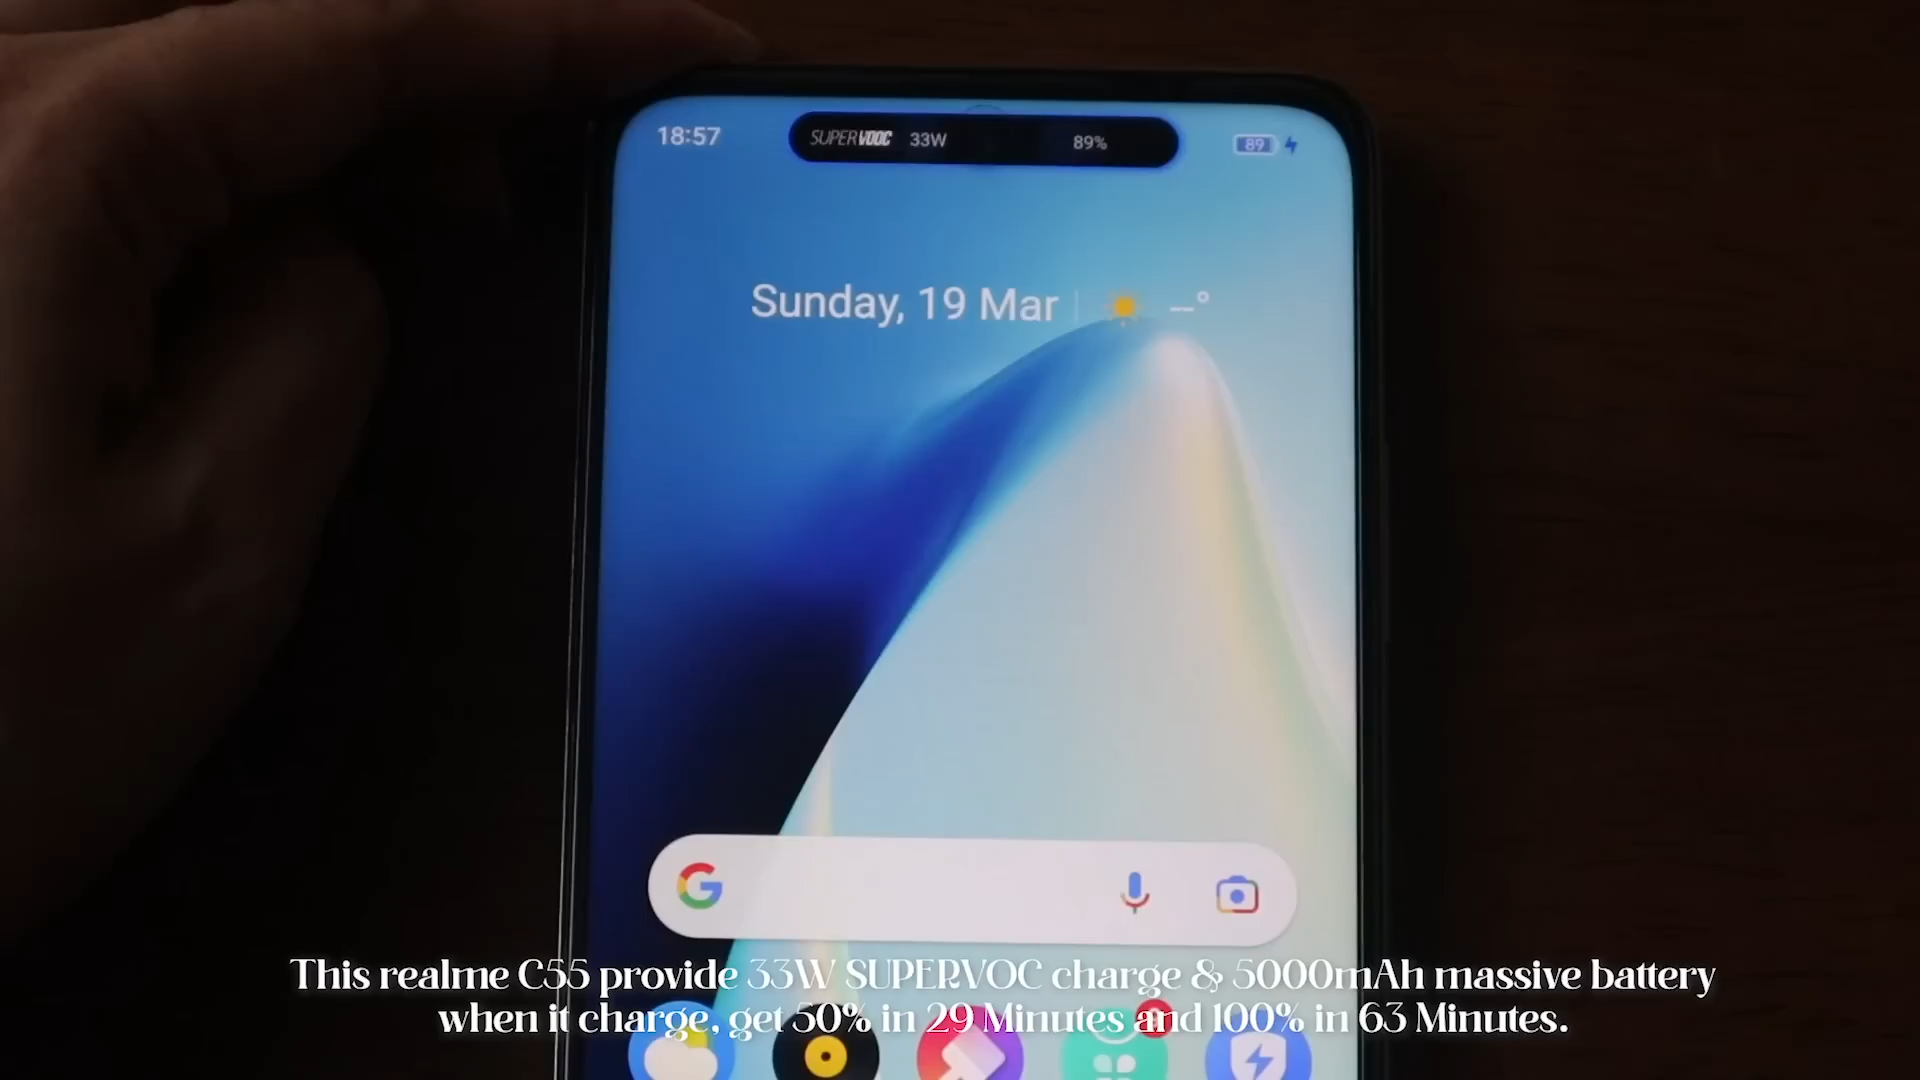 18:57
SUPERVOOC 33W 89%
89
Sunday, 19 Mar | --°
This realme C55 provide 33W SUPERVOC charge & 5000mAh massive battery
when it charge, get 50% in 29 Minutes and 100% in 63 Minutes.